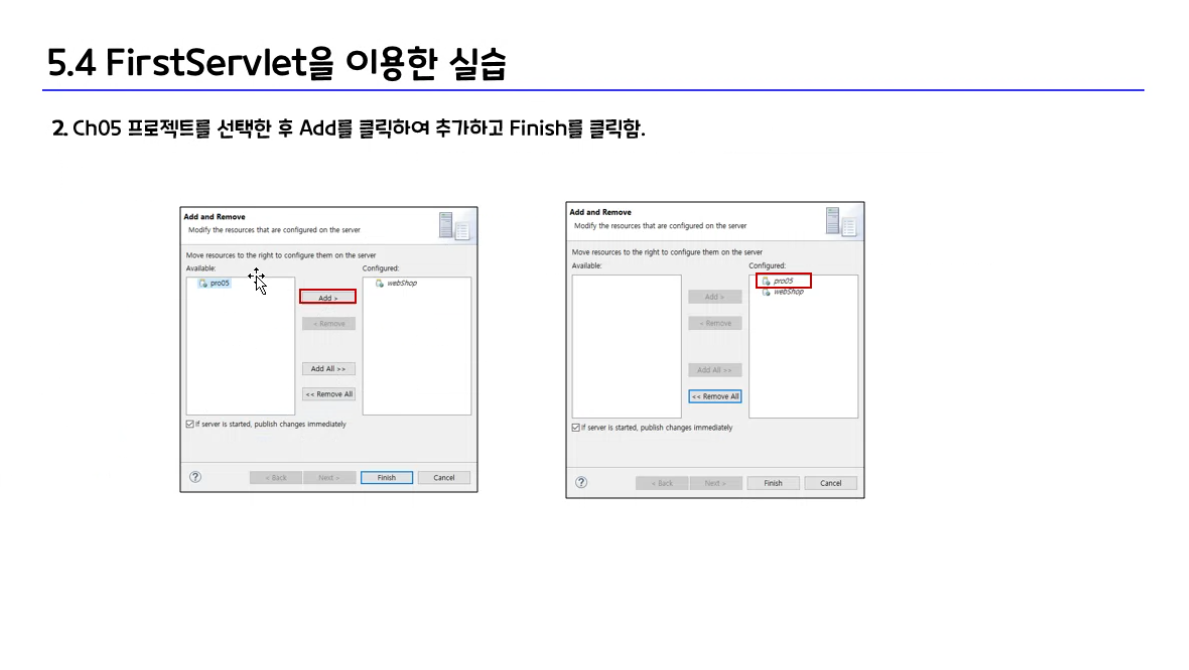 5.4 FirstServlet을 이용한 실습
2. Ch05 프로젝트를 선택한 후 Add를 클릭하여 추가하고 Finish를 클릭함.
Add and Remove
Modify the resources that are configured on the server
Move resources to the right to configure them on the server
Available:
Configured:
pro05
webShop
Add >
< Remove
Add All >>
<< Remove All
If server is started, publish changes immediately
?
< Back
Next >
Finish
Cancel
Add and Remove
Modify the resources that are configured on the server
Move resources to the right to configure them on the server
Available:
Configured:
pro05
webShop
Add >
< Remove
Add All >>
<< Remove All
If server is started, publish changes immediately
?
< Back
Next >
Finish
Cancel